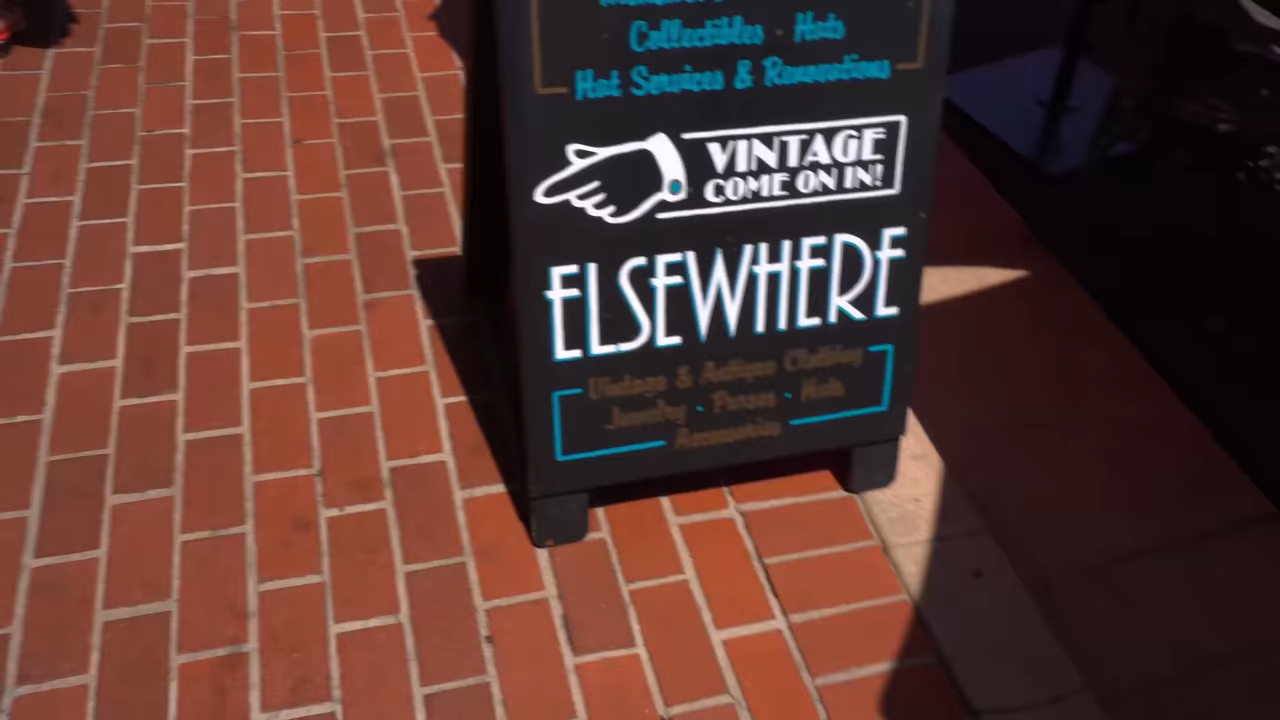 Collectibles · Hats
Hat Services & Renovations
VINTAGE
COME ON IN!
ELSEWHERE
Vintage & Antique Clothing
Jewelry · Purses · Hats
Accessories